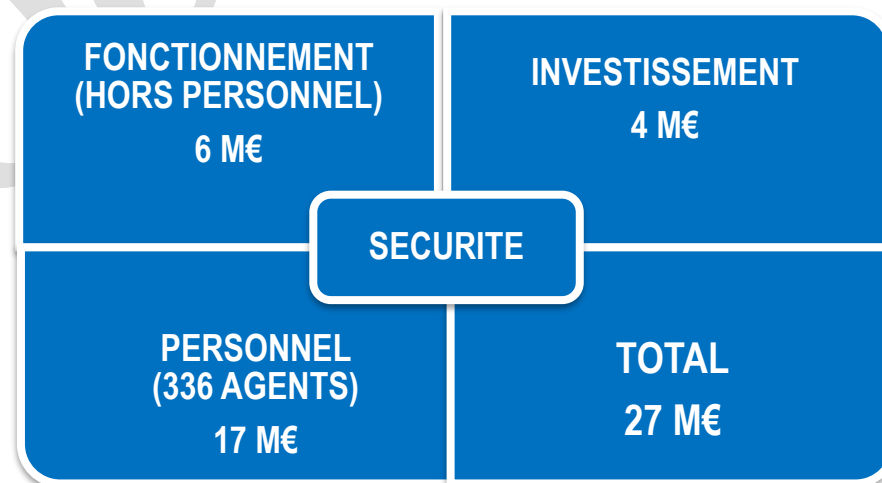 FONCTIONNEMENT
(HORS PERSONNEL)
6 M€
INVESTISSEMENT
4 M€
SECURITE
PERSONNEL
(336 AGENTS)
17 M€
TOTAL
27 M€